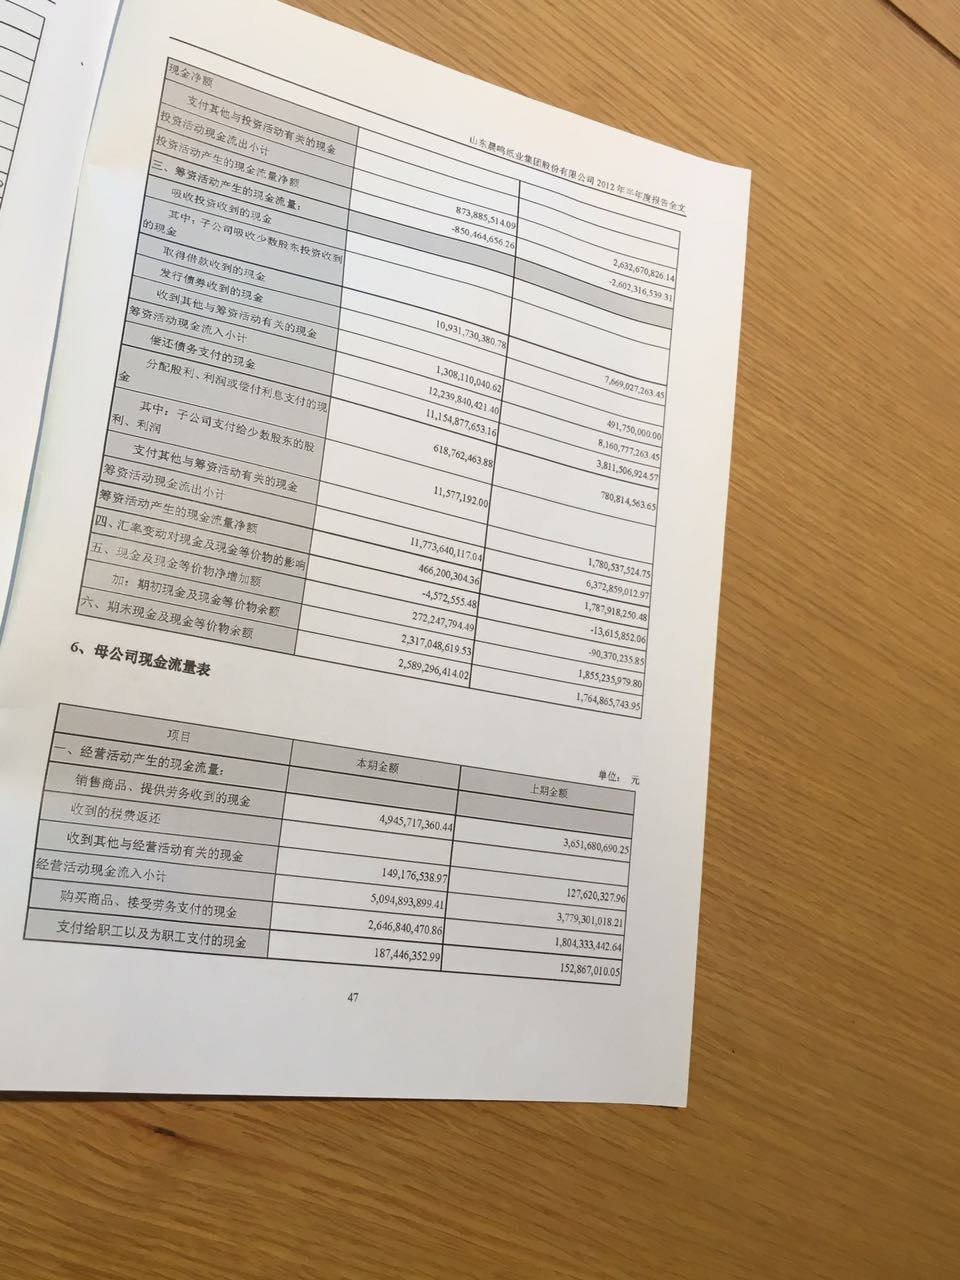 山东晨鸣纸业集团股份有限公司 2012 年半年度报告全文
现金净额
支付其他与投资活动有关的现金
投资活动现金流出小计 873,885,514.09 2,632,670,826.14
投资活动产生的现金流量净额 -850,464,656.26 -2,602,316,539.31
三、筹资活动产生的现金流量：
吸收投资收到的现金
其中：子公司吸收少数股东投资收到
的现金
取得借款收到的现金 10,931,730,380.78 7,669,027,263.45
发行债券收到的现金
收到其他与筹资活动有关的现金 1,308,110,040.62 491,750,000.00
筹资活动现金流入小计 12,239,840,421.40 8,160,777,263.45
偿还债务支付的现金 11,154,877,653.16 3,811,506,924.57
分配股利、利润或偿付利息支付的现
金 618,762,463.88 780,814,563.65
其中：子公司支付给少数股东的股
利、利润 11,577,192.00
支付其他与筹资活动有关的现金 1,780,537,524.75
筹资活动现金流出小计 11,773,640,117.04 6,372,859,012.97
筹资活动产生的现金流量净额 466,200,304.36 1,787,918,250.48
四、汇率变动对现金及现金等价物的影响 -4,572,555.48 -13,615,852.06
五、现金及现金等价物净增加额 272,247,794.49 -90,370,235.85
加：期初现金及现金等价物余额 2,317,048,619.53 1,855,235,979.80
六、期末现金及现金等价物余额 2,589,296,414.02 1,764,865,743.95
6、母公司现金流量表
单位： 元
项目 本期金额 上期金额
一、经营活动产生的现金流量：
销售商品、提供劳务收到的现金 4,945,717,360.44 3,651,680,690.25
收到的税费返还
收到其他与经营活动有关的现金 149,176,538.97 127,620,327.96
经营活动现金流入小计 5,094,893,899.41 3,779,301,018.21
购买商品、接受劳务支付的现金 2,646,840,470.86 1,804,333,442.64
支付给职工以及为职工支付的现金 187,446,352.99 152,867,010.05
47